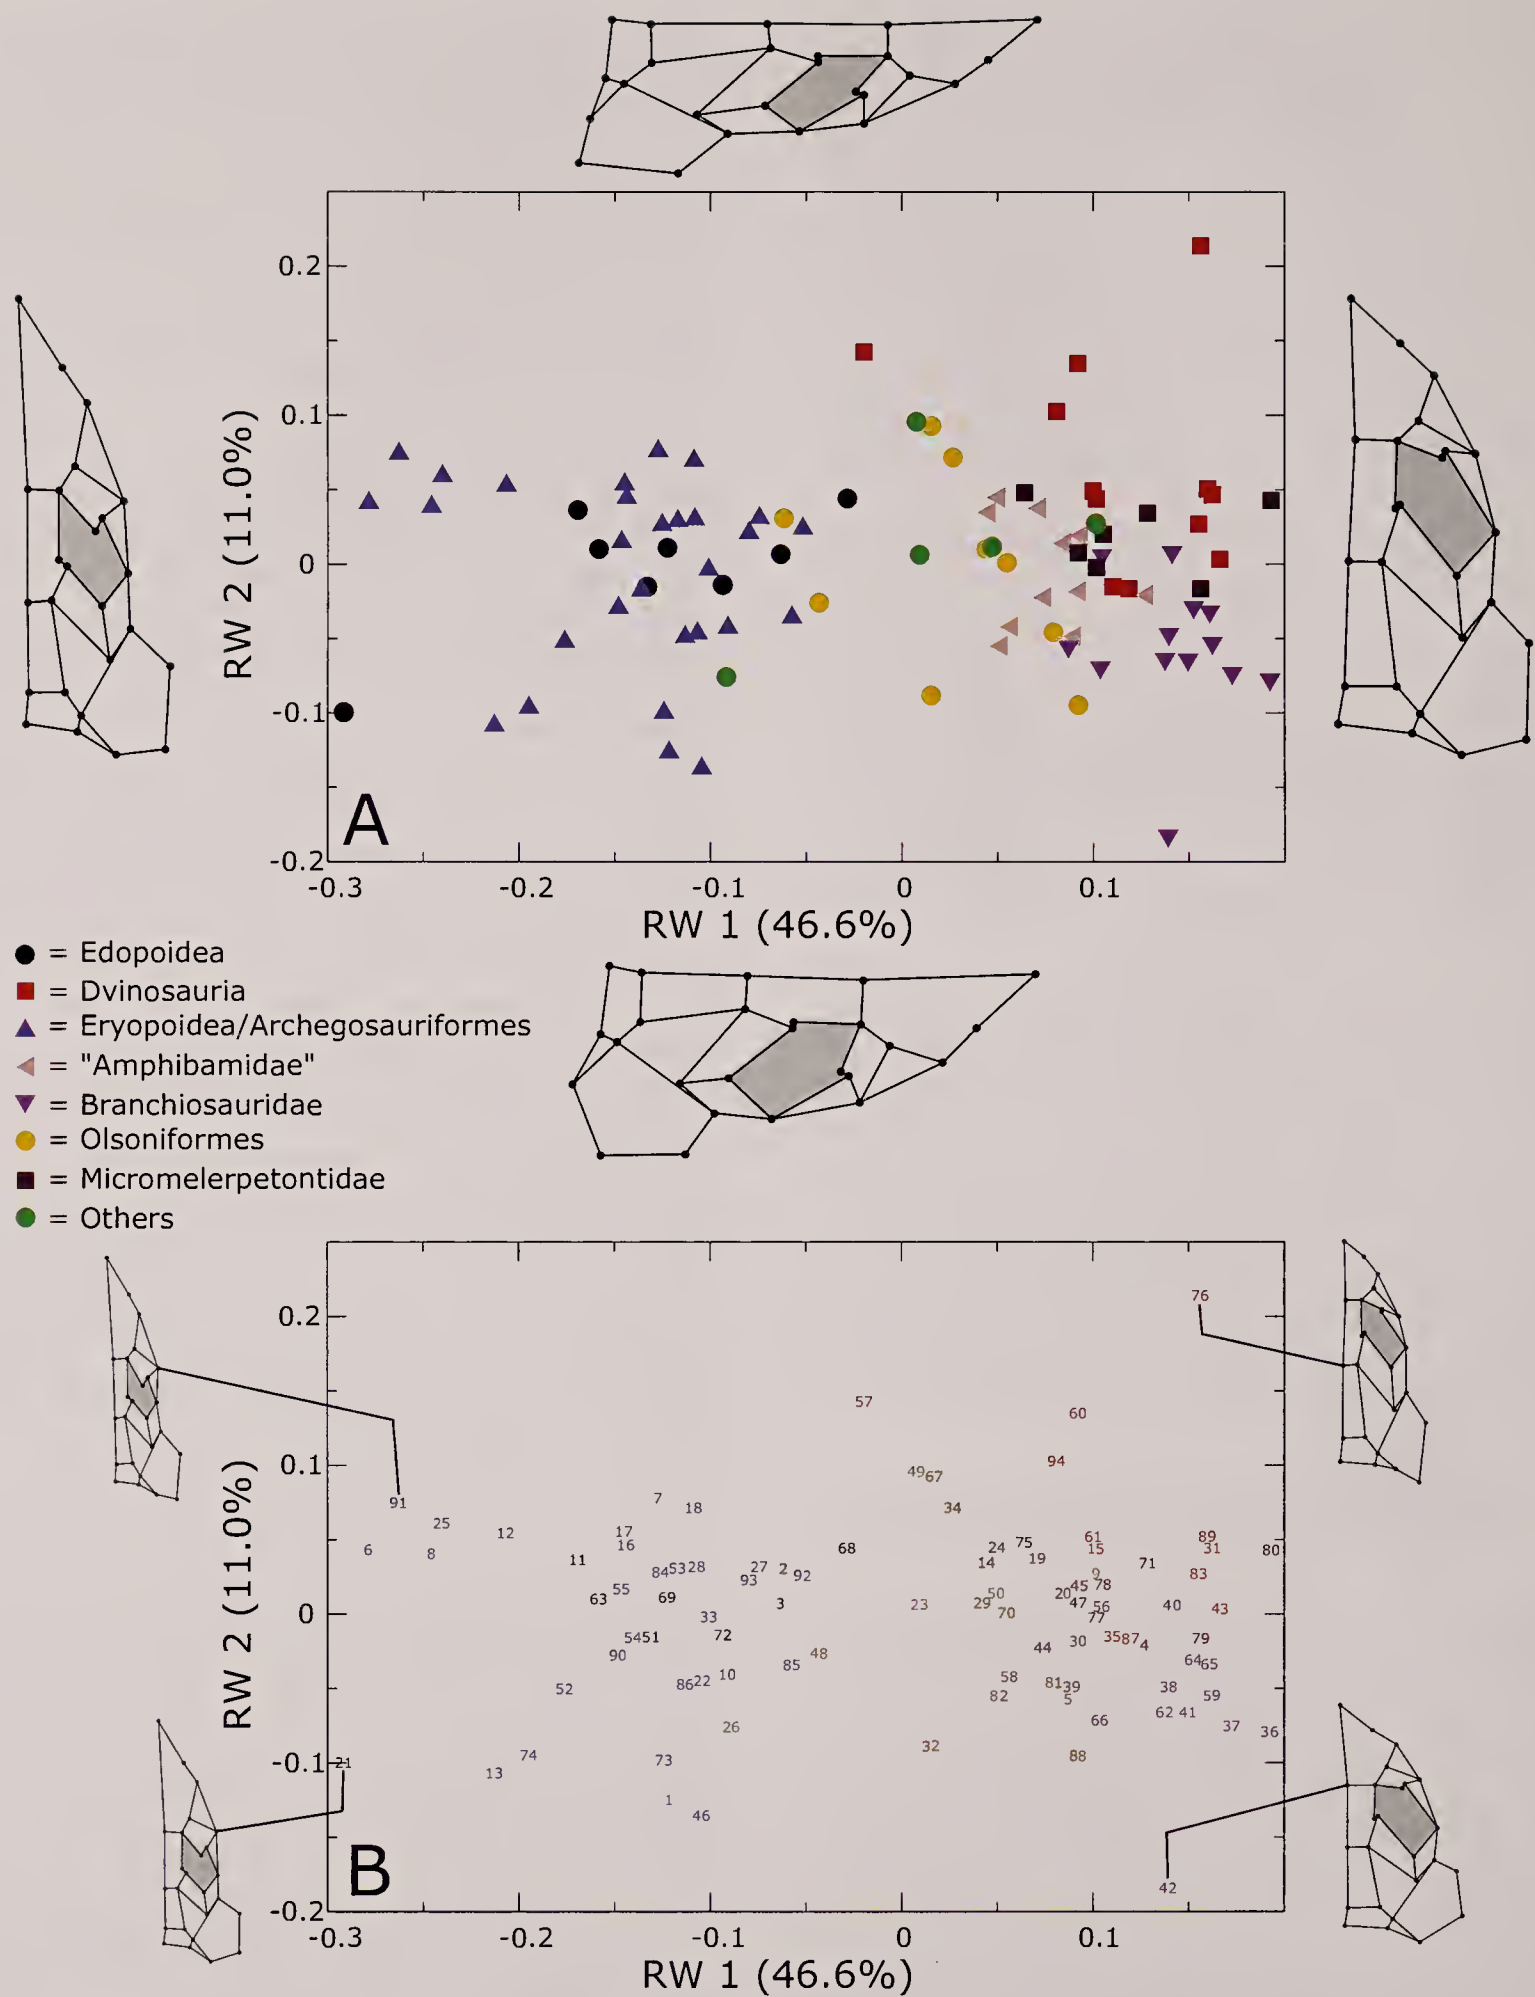 0.2
0.1
0
-0.1
-0.2
RW 2 (11.0%)
A
-0.3 -0.2 -0.1 0 0.1
RW 1 (46.6%)
= Edopoidea
= Dvinosauria
= Eryopoidea/Archegosauriformes
= "Amphibamidae"
= Branchiosauridae
= Olsoniformes
= Micromelerpetontidae
= Others
0.2
0.1
0
-0.1
-0.2
RW 2 (11.0%)
76
57
60
94
49 67
91 7 18 34
25 12 17
6 8 16 11 68 24 75 61 15 89 31 80
84 53 28 27 2 93 92 14 19 71
9 83
63 55 69 3 23 50 29 70 20 45 47 78 56 77 40 43
33
54 51 72 90 48 85 44 30 35 87 4 79
52 86 22 10 58 82 81 39 5 38 64 65
26 66 62 41 59 37 36
21 13 74 73 32 88
1 46
42
B
-0.3 -0.2 -0.1 0 0.1
RW 1 (46.6%)